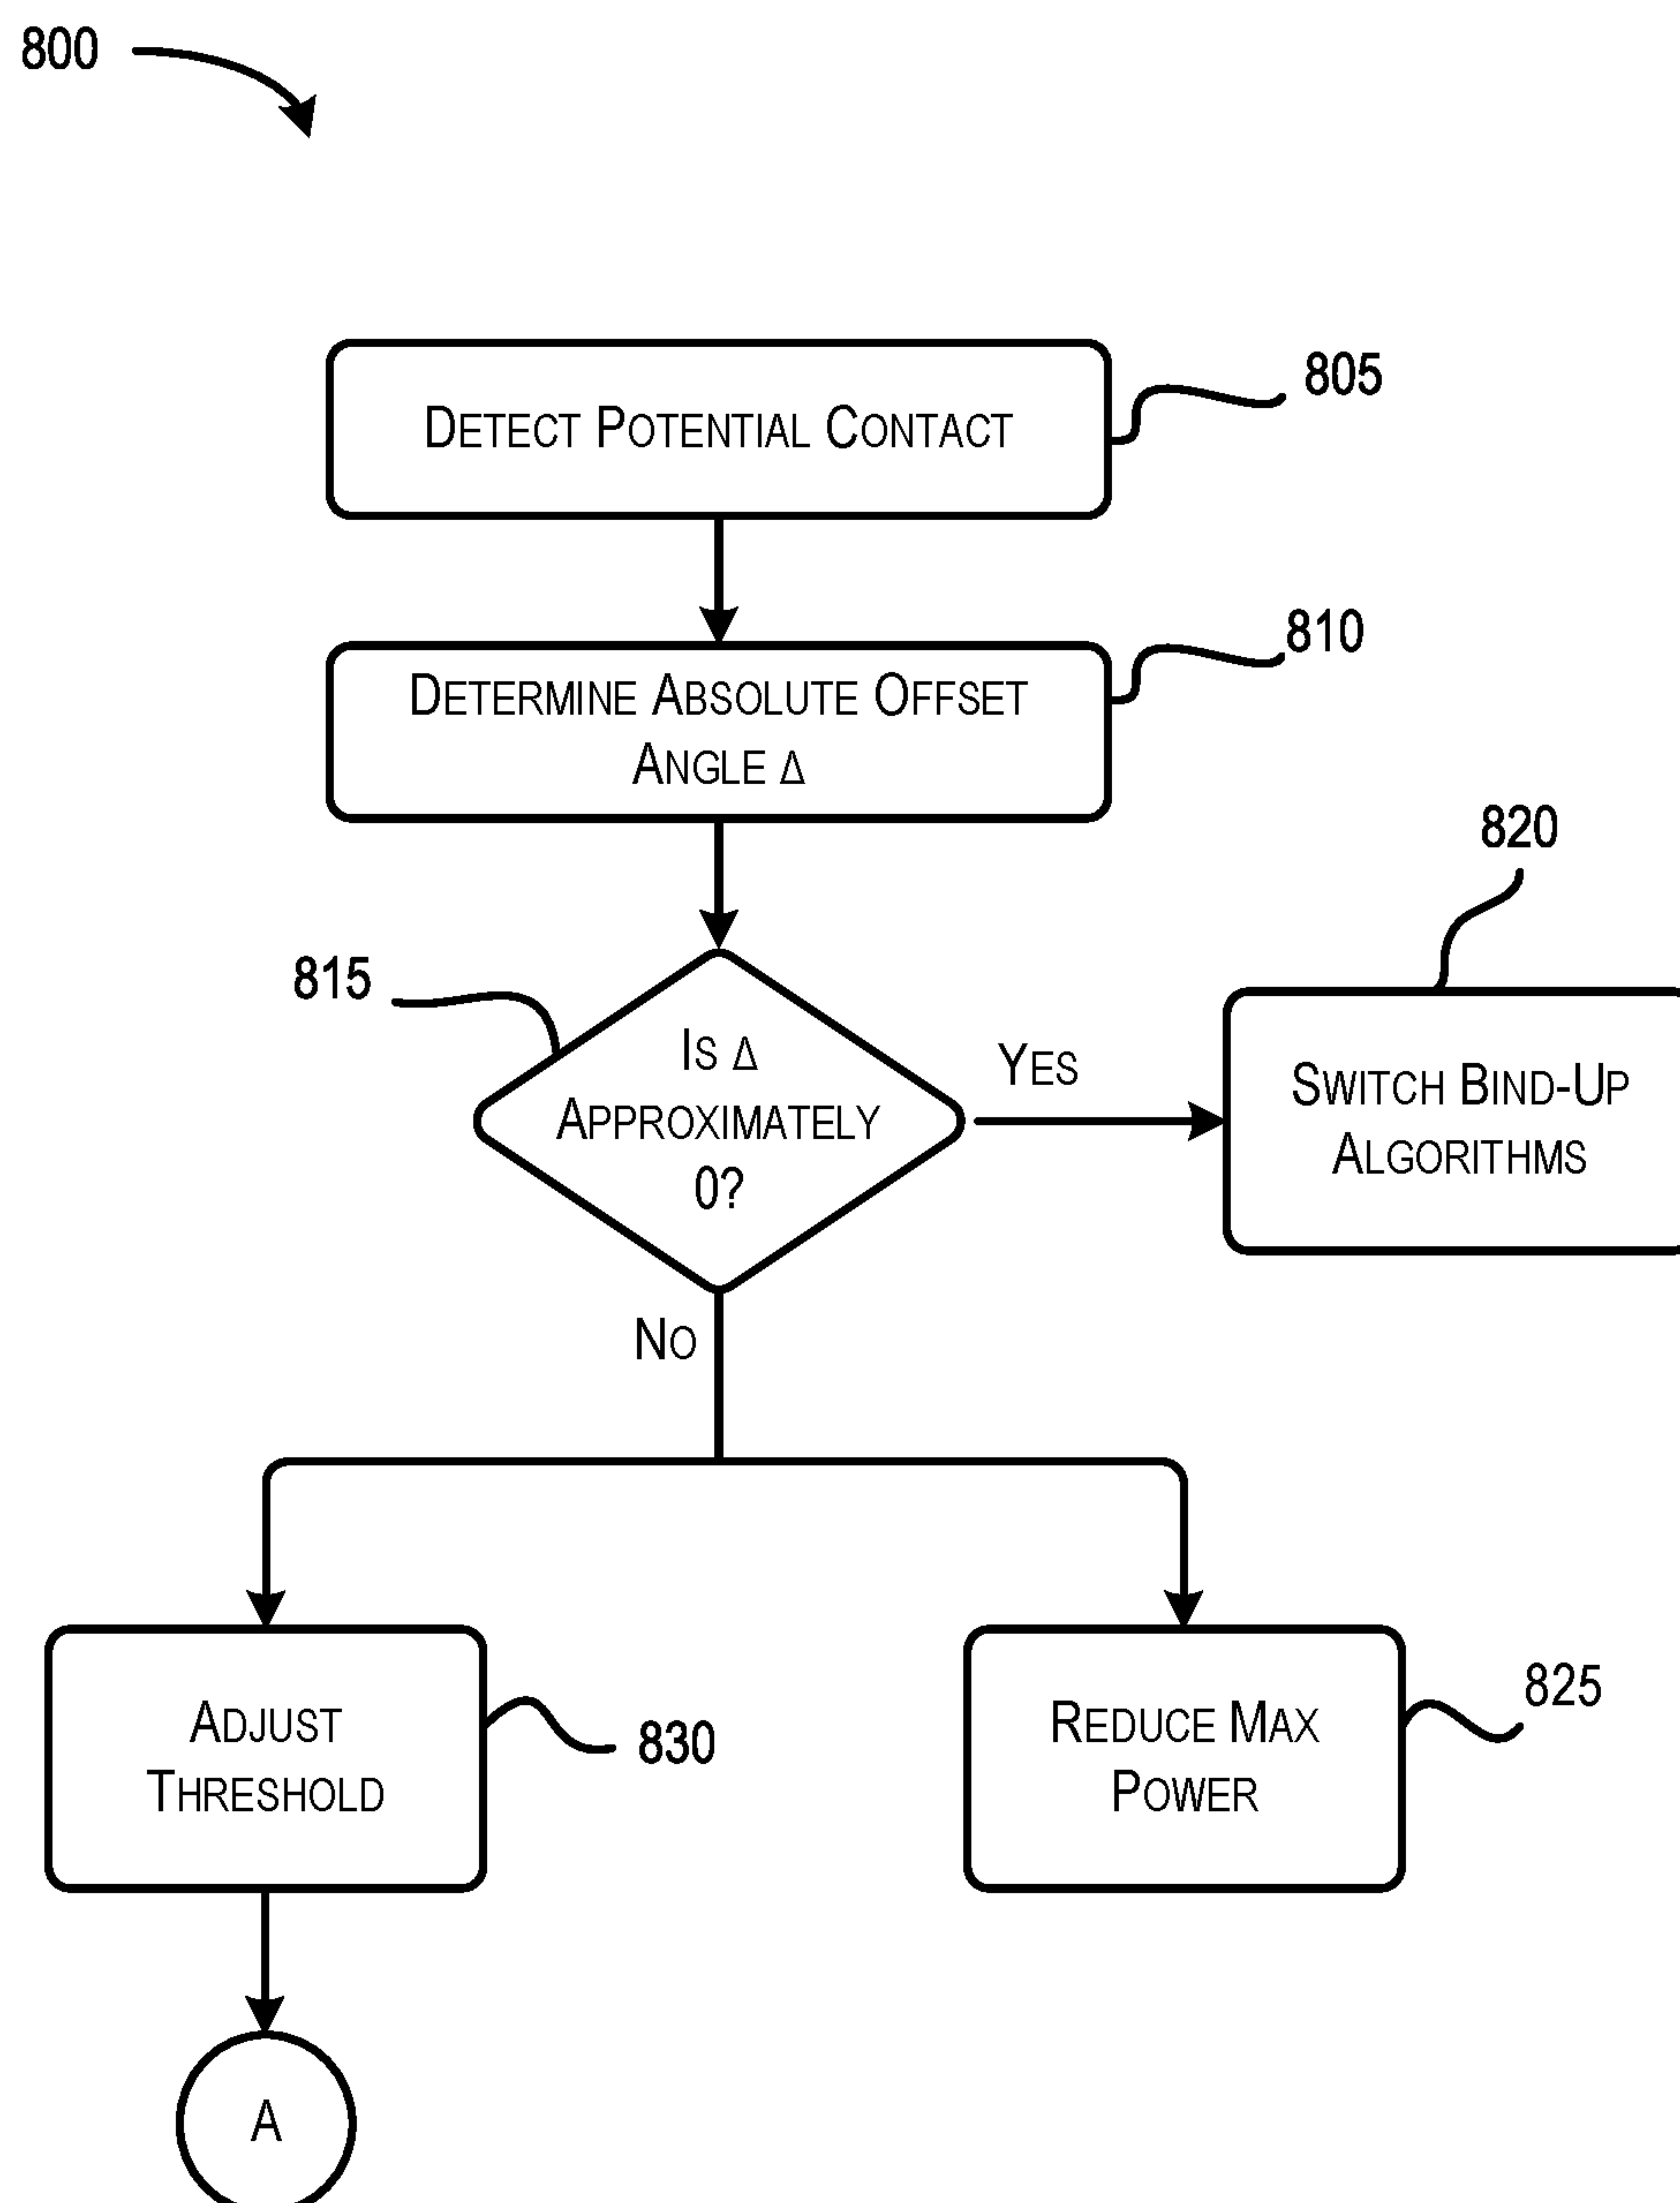 800
DETECT POTENTIAL CONTACT
805
DETERMINE ABSOLUTE OFFSET
ANGLE Δ
810
815
IS Δ
APPROXIMATELY
0?
YES
820
SWITCH BIND-UP
ALGORITHMS
NO
ADJUST
THRESHOLD
830
REDUCE MAX
POWER
825
A